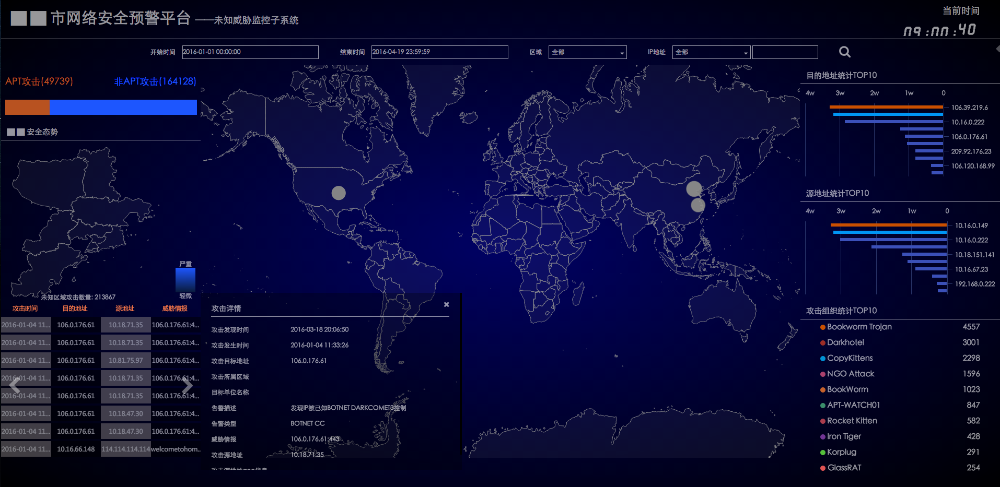 ██市网络安全预警平台 ——未知威胁监控子系统
当前时间
09:00:40
开始时间 2016-01-01 00:00:00 结束时间 2016-04-19 23:59:59 区域 全部 IP地址 全部
APT攻击(49739) 非APT攻击(164128)
██安全态势
严重
轻微
未知区域攻击数量: 213867
攻击时间 目的地址 源地址 威胁情报
2016-01-04 11... 106.0.176.61 10.18.71.35 106.0.176.61:4...
2016-01-04 11... 106.0.176.61 10.18.71.35 106.0.176.61:4...
2016-01-04 11... 106.0.176.61 10.81.75.97 106.0.176.61:4...
2016-01-04 11... 106.0.176.61 10.18.71.35 106.0.176.61:4...
2016-01-04 11... 106.0.176.61 10.18.71.35 106.0.176.61:4...
2016-01-04 11... 106.0.176.61 10.18.47.30 106.0.176.61:4...
2016-01-04 11... 106.0.176.61 10.18.47.30 106.0.176.61:4...
2016-01-04 11... 10.16.66.148 114.114.114.114 welcometohom...
攻击详情
攻击发现时间 2016-03-18 20:06:50
攻击发生时间 2016-01-04 11:33:26
攻击目标地址 106.0.176.61
攻击所属区域
目标单位名称
告警描述 发现IP被已知BOTNET DARKCOMET3控制
告警类型 BOTNET CC
威胁情报 106.0.176.61:443
攻击源地址 10.18.71.35
目的地址统计TOP10
4w 3w 2w 1w 0
106.39.219.6
10.16.0.222
106.0.176.61
209.92.176.23
106.120.168.99
源地址统计TOP10
4w 3w 2w 1w 0
10.16.0.149
10.16.0.222
10.18.151.141
10.16.67.23
192.168.0.222
攻击组织统计TOP10
Bookworm Trojan 4557
Darkhotel 3001
CopyKittens 2298
NGO Attack 1596
BookWorm 1023
APT-WATCH01 847
Rocket Kitten 582
Iron Tiger 428
Korplug 291
GlassRAT 254